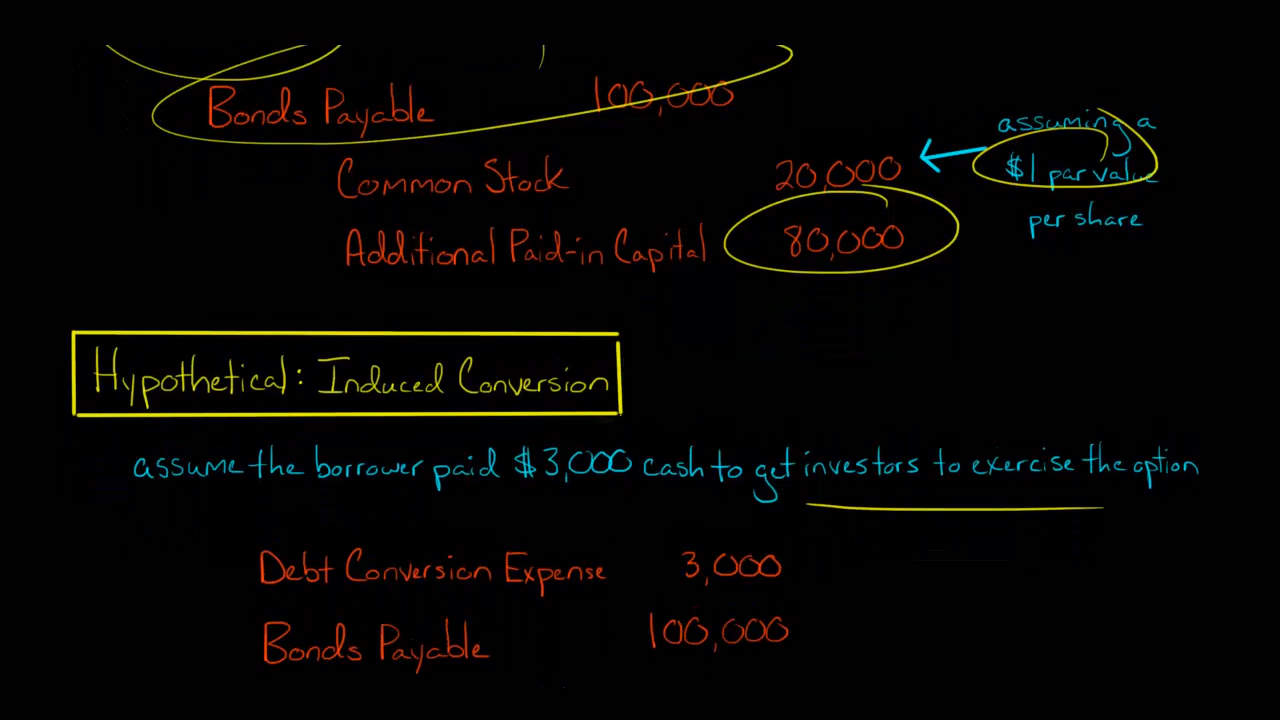 Bonds Payable 100,000
Common Stock 20,000
Additional Paid-in Capital 80,000
assuming a
$1 par value
per share
Hypothetical: Induced Conversion
assume the borrower paid $3,000 cash to get investors to exercise the option
Debt Conversion Expense 3,000
Bonds Payable 100,000